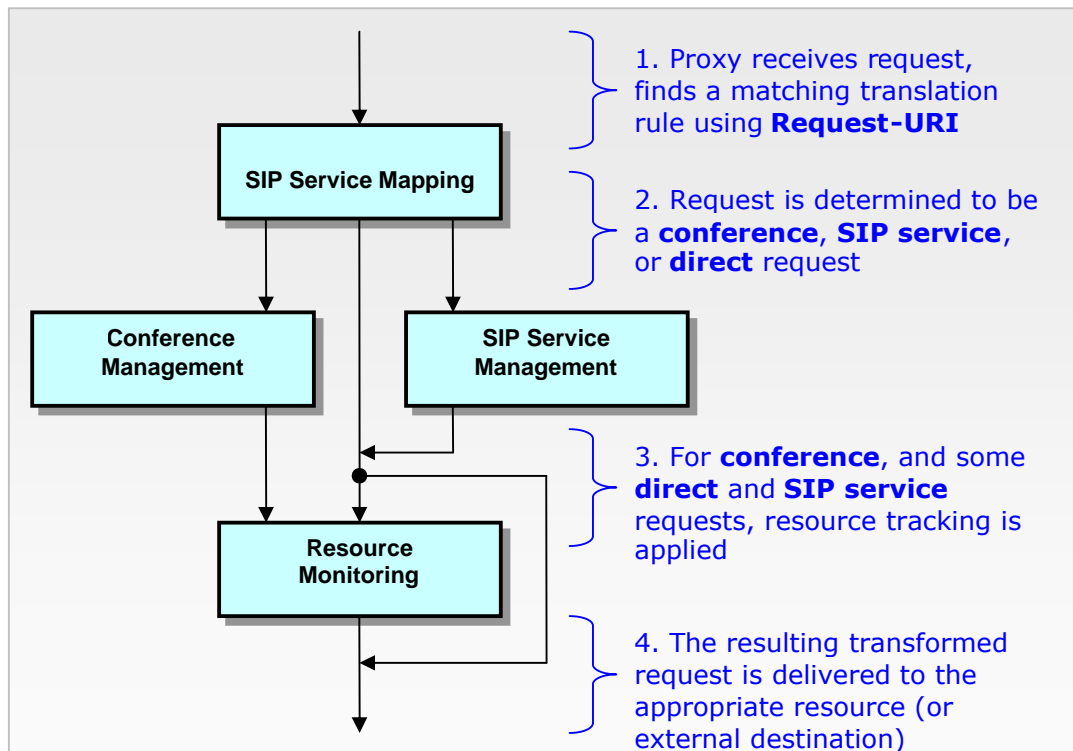 1. Proxy receives request,
finds a matching translation
rule using Request-URI
SIP Service Mapping
2. Request is determined to be
a conference, SIP service,
or direct request
Conference
Management
SIP Service
Management
3. For conference, and some
direct and SIP service
requests, resource tracking is
applied
Resource
Monitoring
4. The resulting transformed
request is delivered to the
appropriate resource (or
external destination)